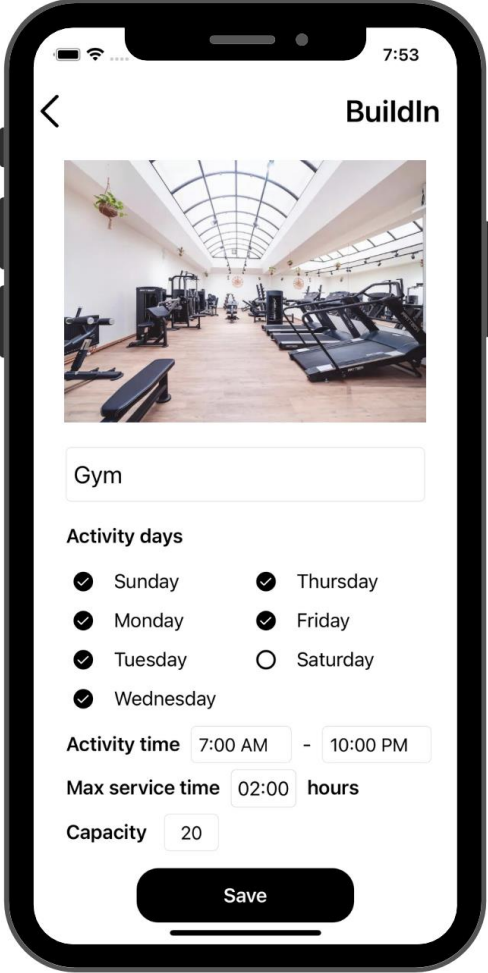 7:53
BuildIn
Gym
Activity days
Sunday
Thursday
Monday
Friday
Tuesday
Saturday
Wednesday
Activity time 7:00 AM - 10:00 PM
Max service time 02:00 hours
Capacity 20
Save